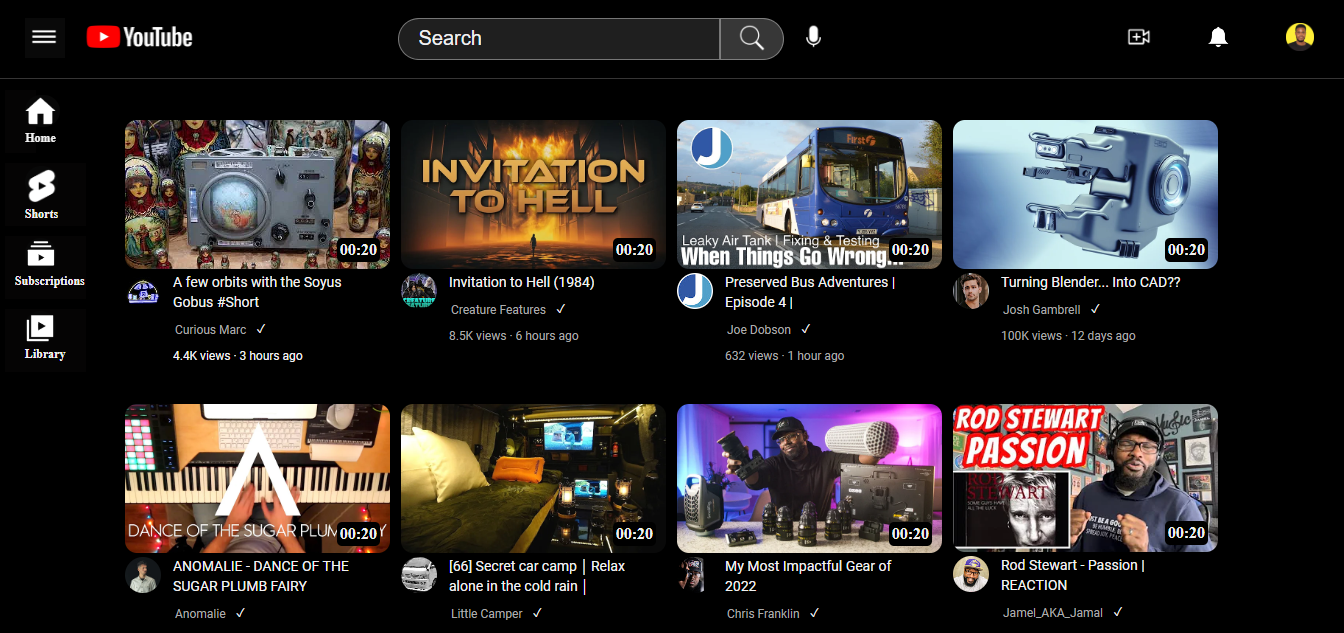 YouTube
Search
Home
Shorts
Subscriptions
Library
00:20
A few orbits with the Soyus
Gobus #Short
Curious Marc ✓
4.4K views · 3 hours ago
INVITATION
TO HELL
00:20
Invitation to Hell (1984)
Creature Features ✓
8.5K views · 6 hours ago
First
Leaky Air Tank | Fixing & Testing
When Things Go Wrong...
00:20
Preserved Bus Adventures |
Episode 4 |
Joe Dobson ✓
632 views · 1 hour ago
00:20
Turning Blender... Into CAD??
Josh Gambrell ✓
100K views · 12 days ago
DANCE OF THE SUGAR PLUM
00:20
ANOMALIE - DANCE OF THE
SUGAR PLUMB FAIRY
Anomalie ✓
00:20
[66] Secret car camp │ Relax
alone in the cold rain │
Little Camper ✓
00:20
My Most Impactful Gear of
2022
Chris Franklin ✓
ROD STEWART
PASSION
ROD
STEWART
00:20
Rod Stewart - Passion |
REACTION
Jamel_AKA_Jamal ✓